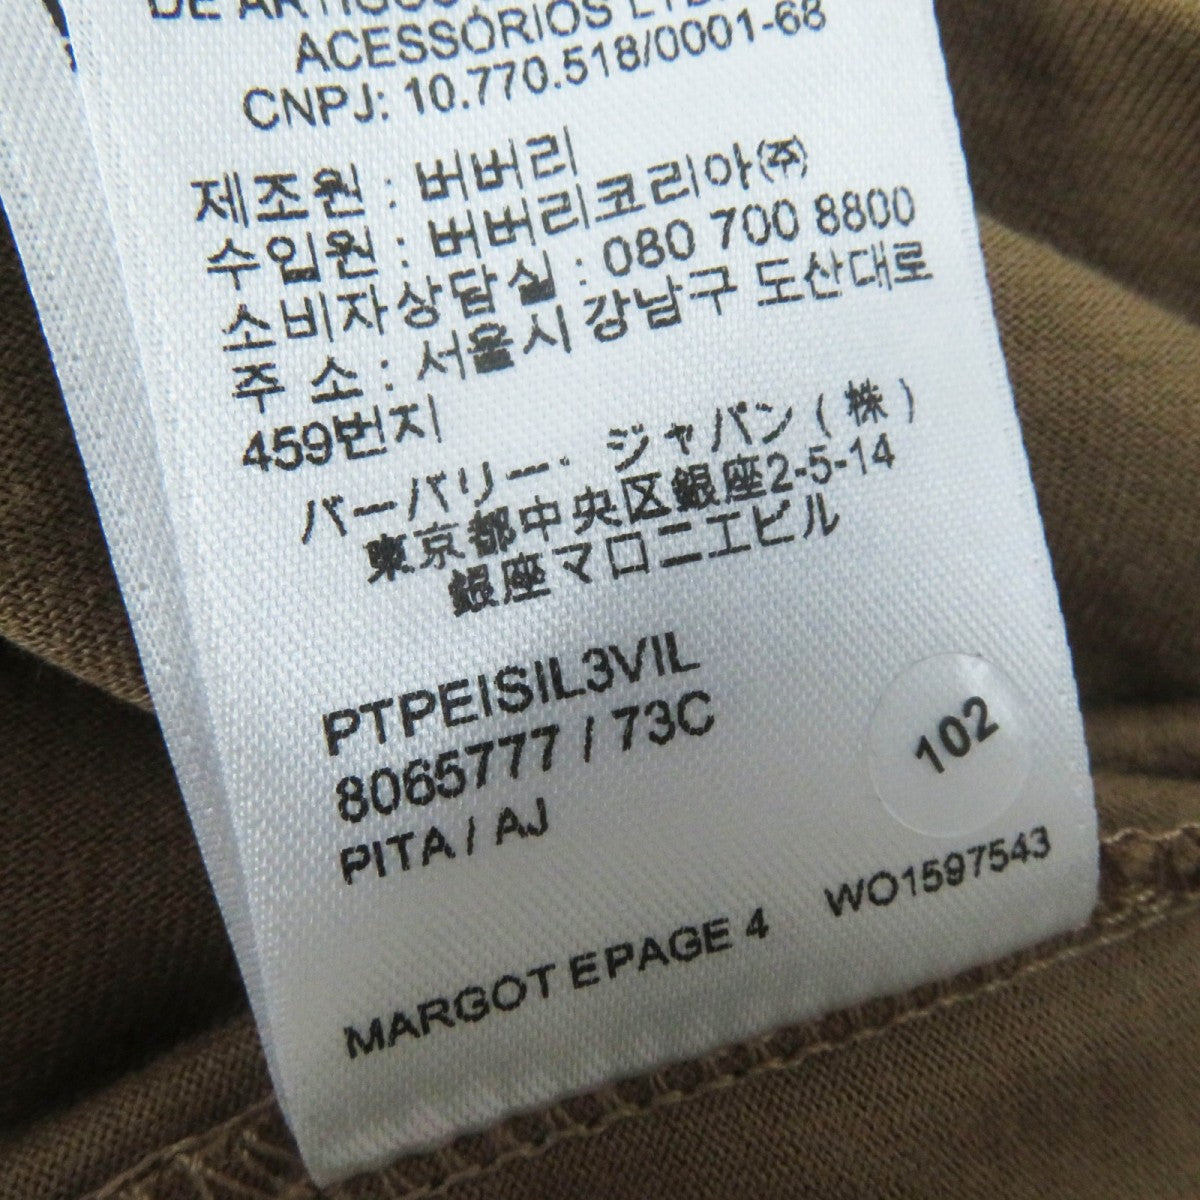 DE ARTIGOS
ACESSÓRIOS LTDA
CNPJ: 10.770.518/0001-68
제조원 : 버버리
수입원 : 버버리코리아(주)
소비자상담실 : 080 700 8800
주 소 : 서울시 강남구 도산대로
459번지
バーバリー・ジャパン(株)
東京都中央区銀座2-5-14
銀座マロニエビル
PTPEISIL3VIL
8065777 / 73C
PITA / AJ
102
MARGOT EPAGE 4 WO1597543